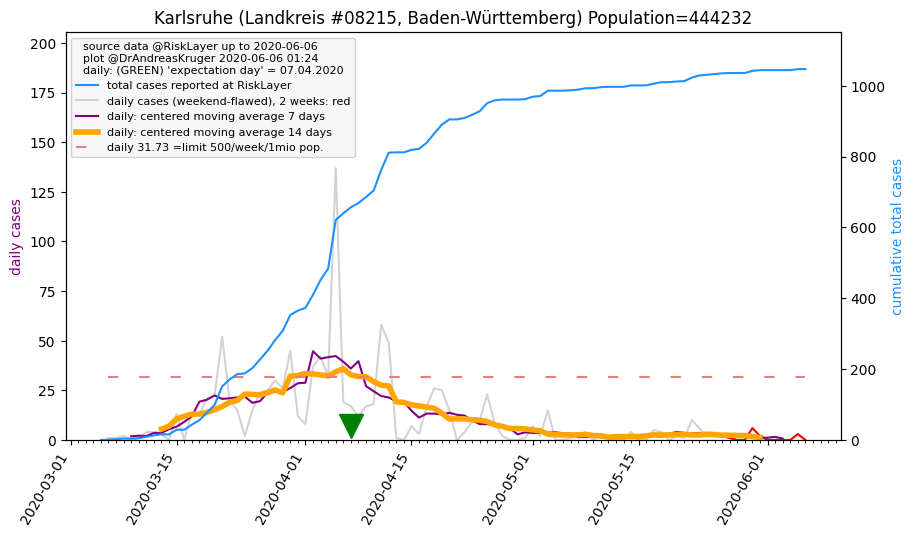 Karlsruhe (Landkreis #08215, Baden-Württemberg) Population=444232
source data @RiskLayer up to 2020-06-06
plot @DrAndreasKruger 2020-06-06 01:24
daily: (GREEN) 'expectation day' = 07.04.2020
total cases reported at RiskLayer
daily cases (weekend-flawed), 2 weeks: red
daily: centered moving average 7 days
daily: centered moving average 14 days
daily 31.73 =limit 500/week/1mio pop.
daily cases
200
175
150
125
100
75
50
25
0
cumulative total cases
1000
800
600
400
200
0
2020-03-01
2020-03-15
2020-04-01
2020-04-15
2020-05-01
2020-05-15
2020-06-01